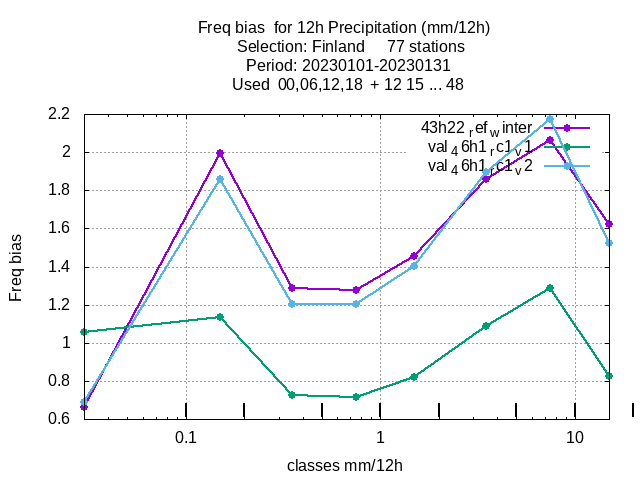 Freq bias  for 12h Precipitation (mm/12h)
Selection: Finland     77 stations
Period: 20230101-20230131
Used  00,06,12,18  + 12 15 ... 48
43h22_ref_winter
val_46h1_rc1_v1
val_46h1_rc1_v2
2.2
2
1.8
1.6
1.4
1.2
1
0.8
0.6
Freq bias
0.1
1
10
classes mm/12h